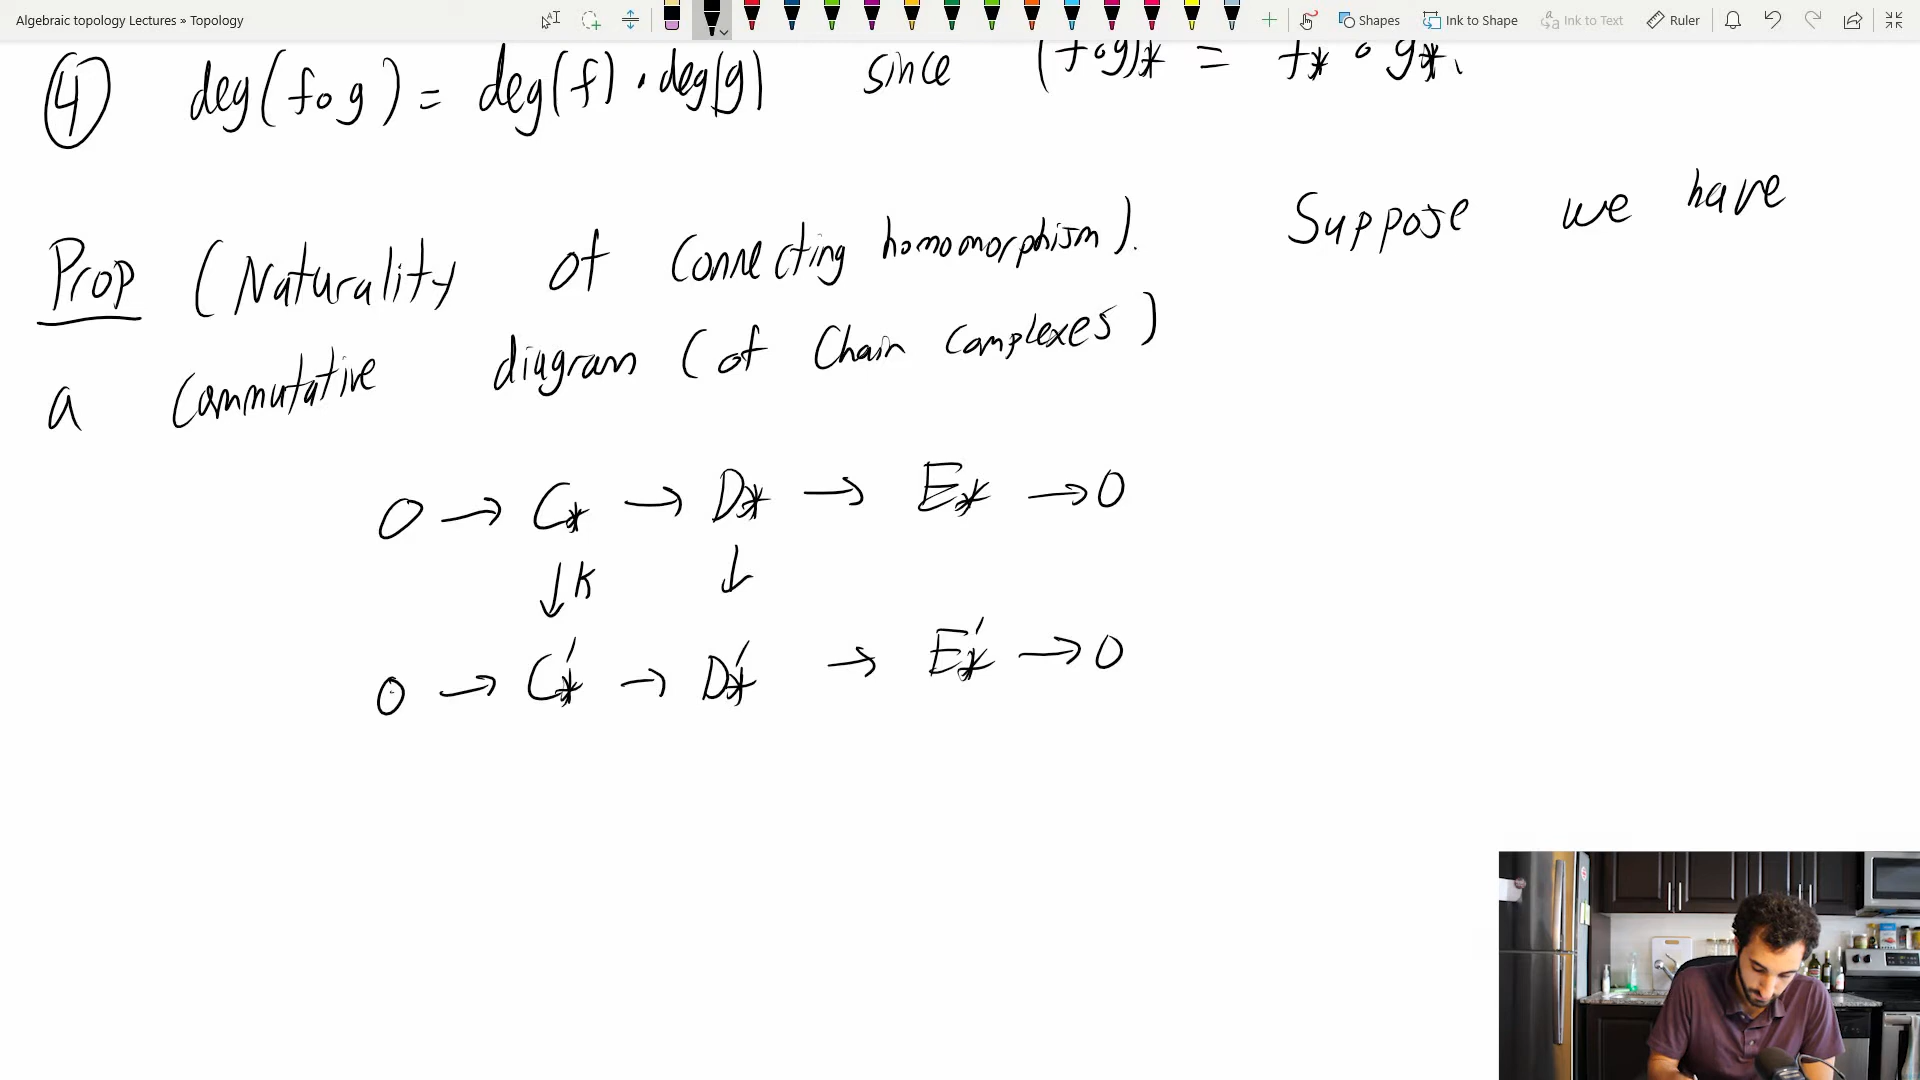 Algebraic topology Lectures » Topology
Shapes Ink to Shape Ink to Text Ruler
④ deg(f∘g) = deg(f)·deg(g) since (f∘g)* = f* ∘ g*.
Prop (Naturality of connecting homomorphism). Suppose we have
a commutative diagram (of chain complexes)
0 → C* → D* → E* → 0
↓k ↓
0 → C'* → D'* → E'* → 0